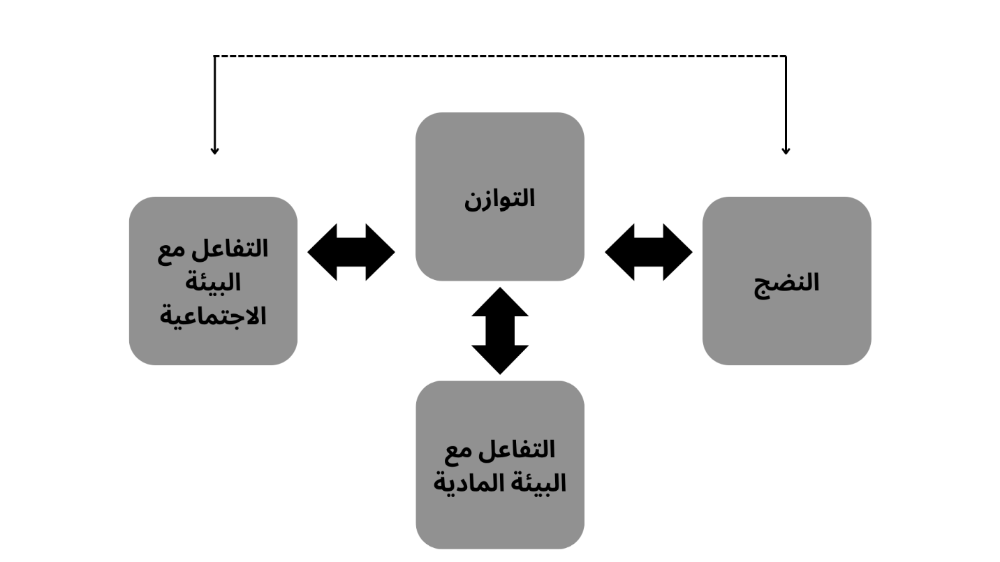 التوازن
النضج
التفاعل مع
البيئة
الاجتماعية
التفاعل مع
البيئة المادية